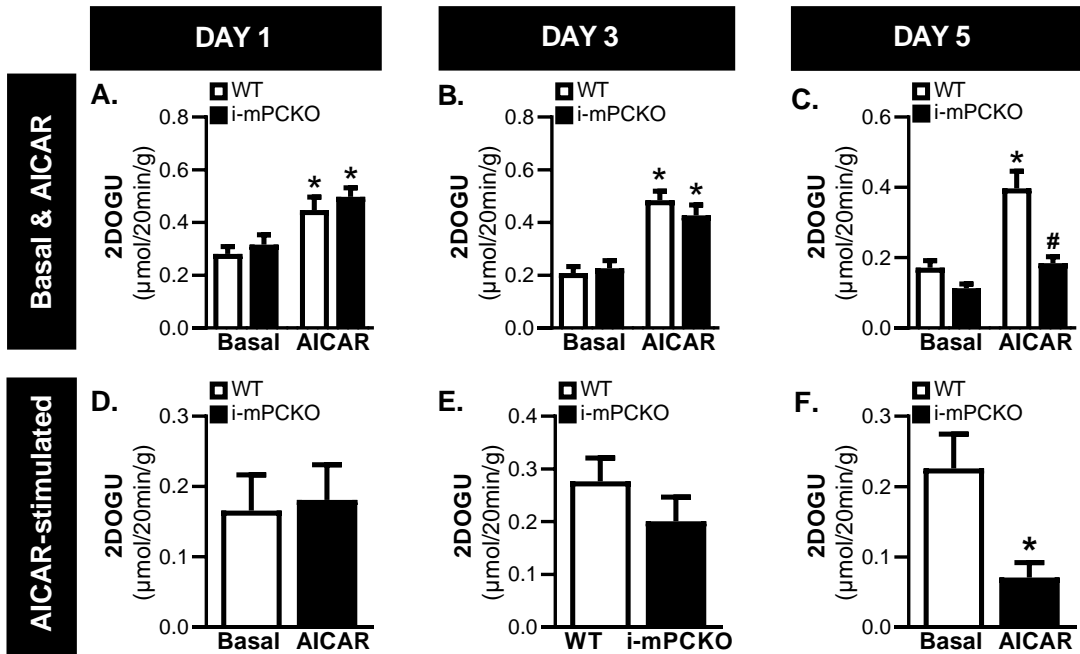 DAY 1
DAY 3
DAY 5
Basal & AICAR
A.
WT
i-mPCKO
2DOGU
(µmol/20min/g)
0.8
0.6
0.4
0.2
0.0
*
*
Basal
AICAR
B.
WT
i-mPCKO
2DOGU
(µmol/20min/g)
0.8
0.6
0.4
0.2
0.0
*
*
Basal
AICAR
C.
WT
i-mPCKO
2DOGU
(µmol/20min/g)
0.6
0.4
0.2
0.0
*
#
Basal
AICAR
AICAR-stimulated
D.
WT
i-mPCKO
2DOGU
(µmol/20min/g)
0.3
0.2
0.1
0.0
Basal
AICAR
E.
WT
i-mPCKO
2DOGU
(µmol/20min/g)
0.4
0.3
0.2
0.1
0.0
WT
i-mPCKO
F.
WT
i-mPCKO
2DOGU
(µmol/20min/g)
0.3
0.2
0.1
0.0
*
Basal
AICAR